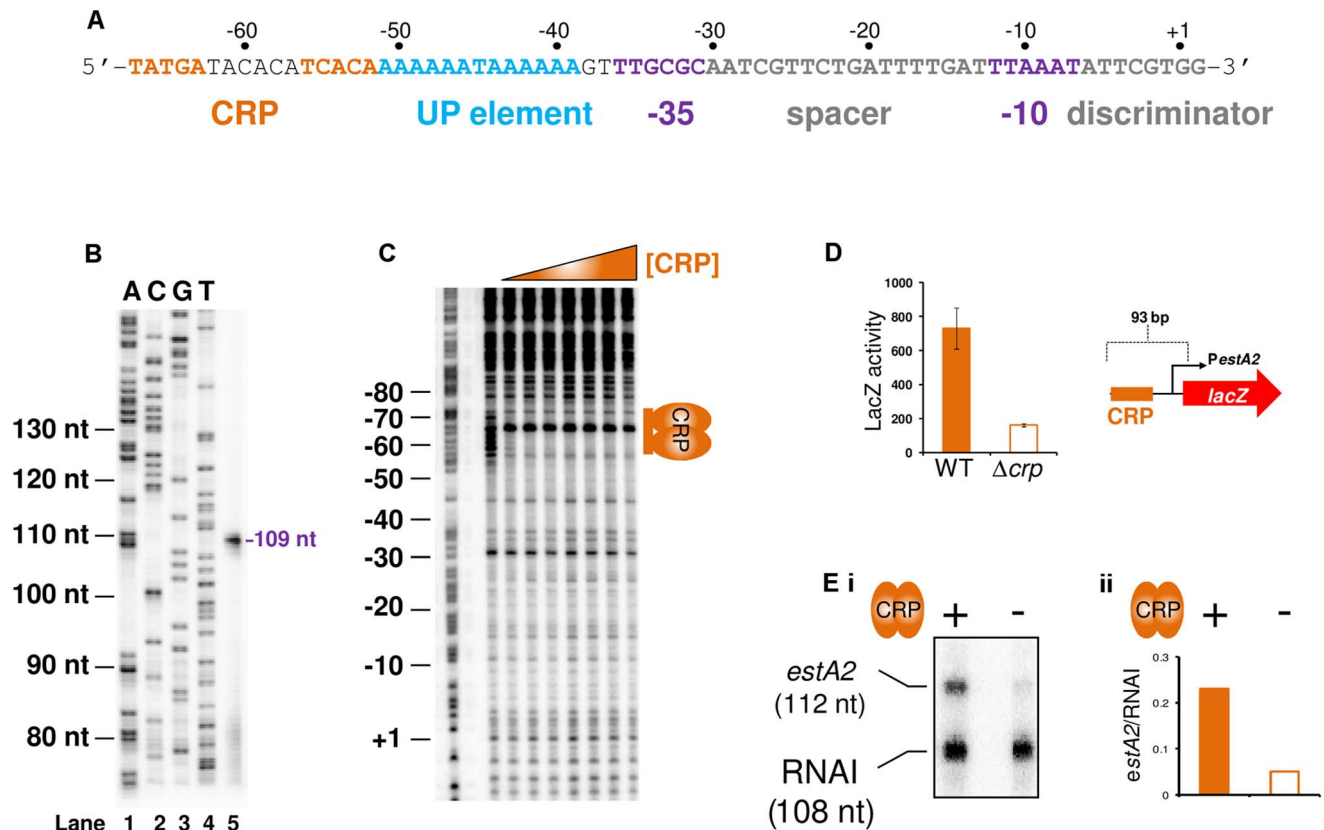 A
-60 -50 -40 -30 -20 -10 +1
5′–TATGATACACATCACAAAAAAATAAAAAAGTTTGCGCAATCGTTCTGATTTTGATTTAAATATTCGTGG–3′
CRP UP element -35 spacer -10 discriminator
B
A C G T
130 nt
120 nt
110 nt
100 nt
90 nt
80 nt
-109 nt
Lane 1 2 3 4 5
C
[CRP]
-80
-70
-60
-50
-40
-30
-20
-10
+1
CRP
D
LacZ activity
1000
800
600
400
200
0
WT Δcrp
93 bp
PestA2
CRP
lacZ
E i
CRP + -
estA2
(112 nt)
RNAI
(108 nt)
ii
CRP + -
estA2/RNAI
0.3
0.2
0.1
0